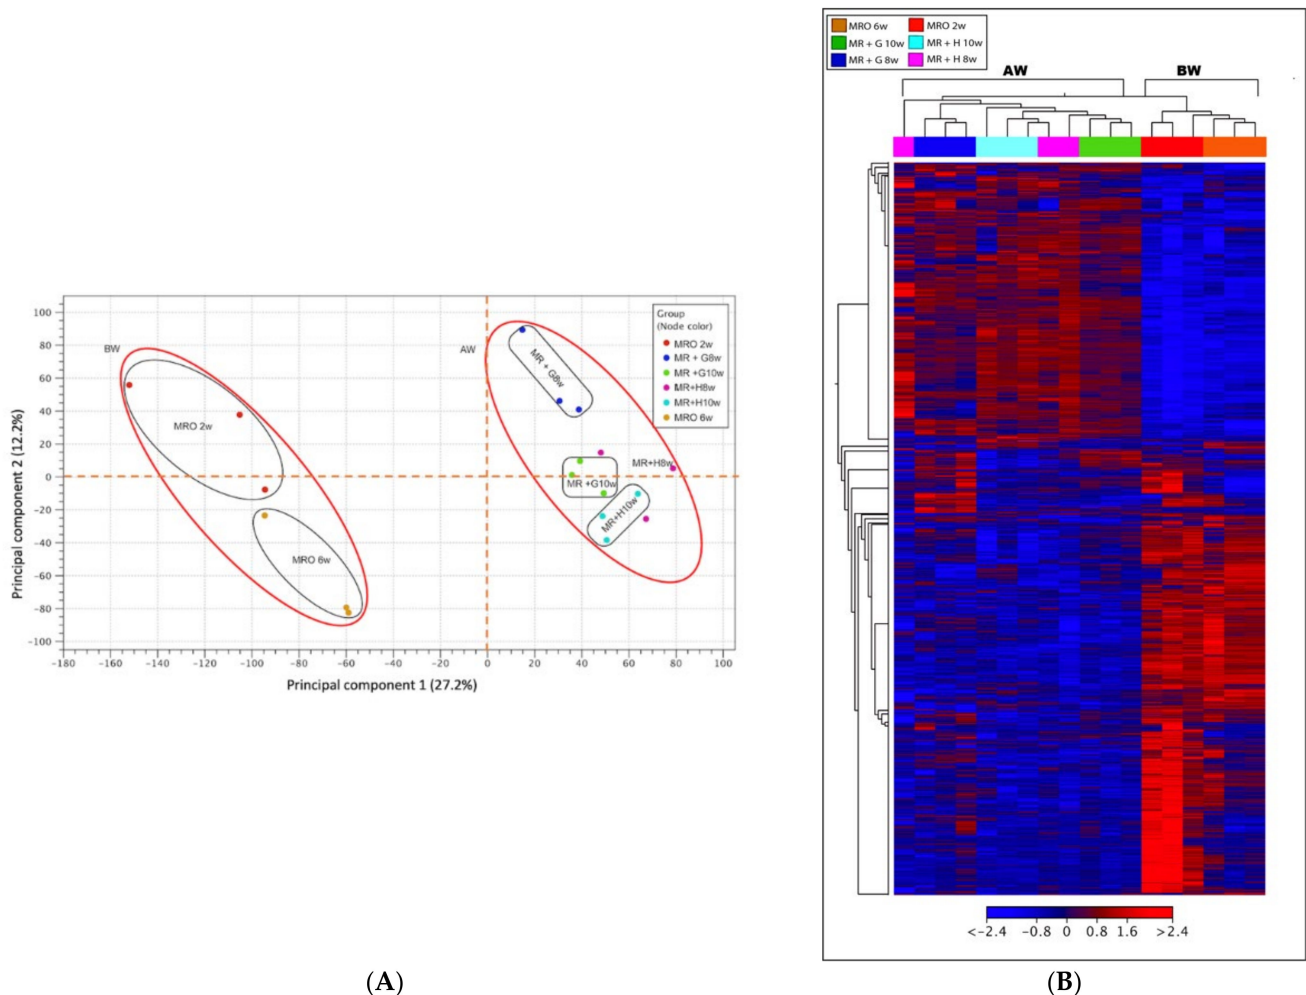 100
80
60
40
20
0
-20
-40
-60
-80
-100
Principal component 2 (12.2%)
-180
-160
-140
-120
-100
-80
-60
-40
-20
0
20
40
60
80
100
Principal component 1 (27.2%)
BW
AW
MRO 2w
MRO 6w
MR + G8w
MR+H8w
MR +G10w
MR+H10w
Group
(Node color)
MRO 2w
MR + G8w
MR +G10w
MR+H8w
MR+H10w
MRO 6w
(A)
MRO 6w MRO 2w
MR + G 10w MR + H 10w
MR + G 8w MR + H 8w
AW BW
<-2.4 -0.8 0 0.8 1.6 >2.4
(B)